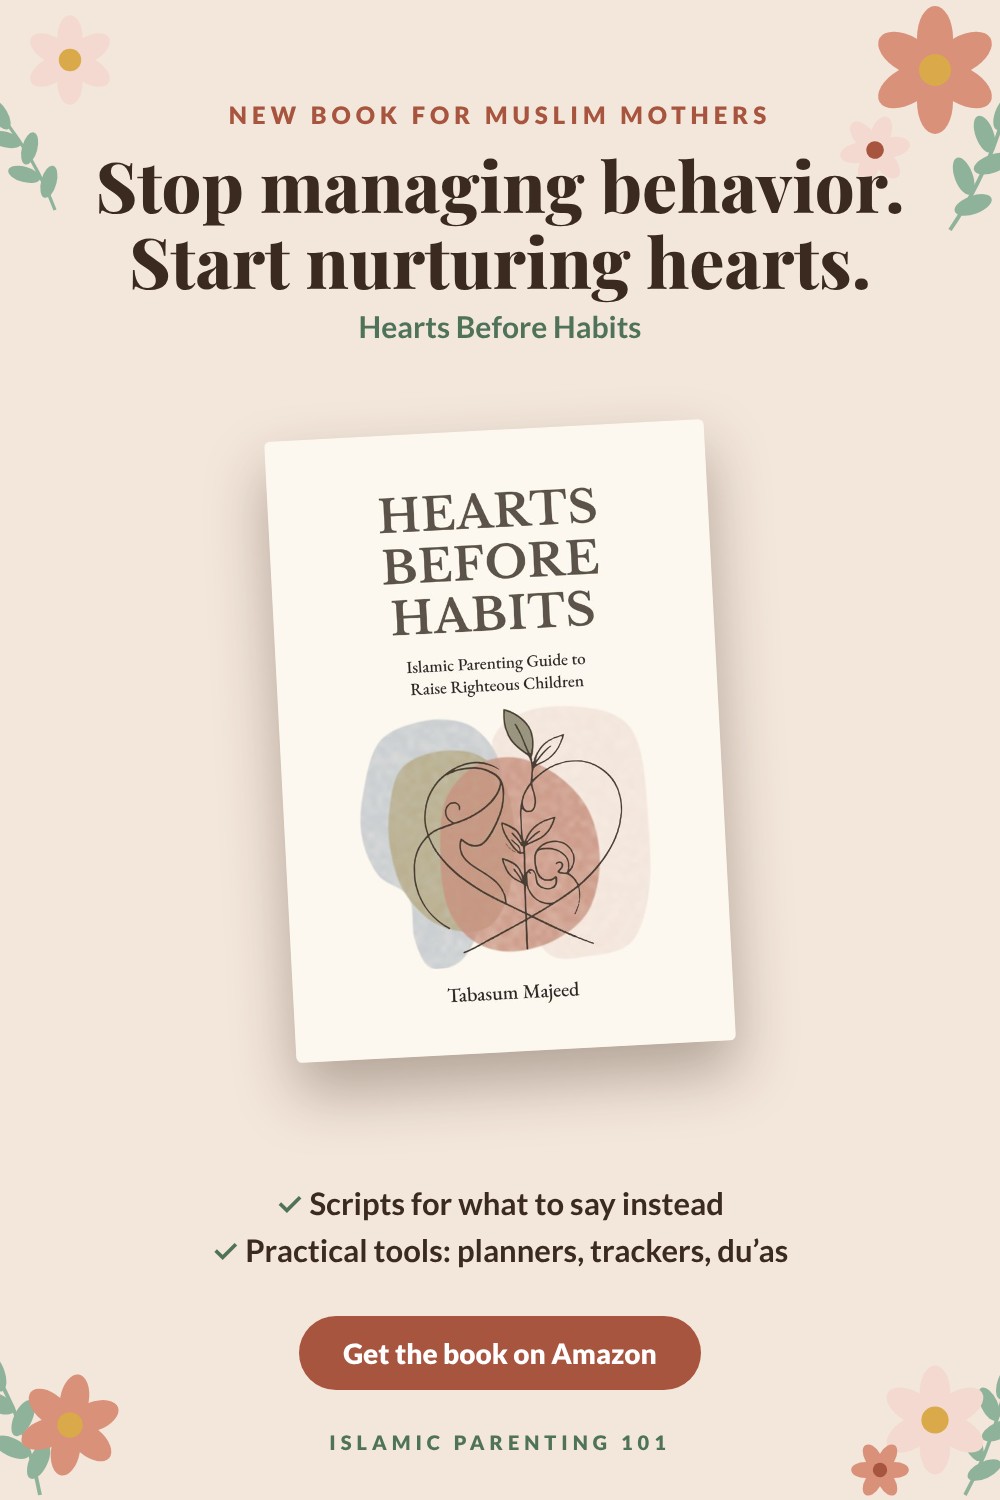 NEW BOOK FOR MUSLIM MOTHERS
Stop managing behavior.
Start nurturing hearts.
Hearts Before Habits
HEARTS
BEFORE
HABITS
Islamic Parenting Guide to
Raise Righteous Children
Tabasum Majeed
✓ Scripts for what to say instead
✓ Practical tools: planners, trackers, du’as
Get the book on Amazon
ISLAMIC PARENTING 101